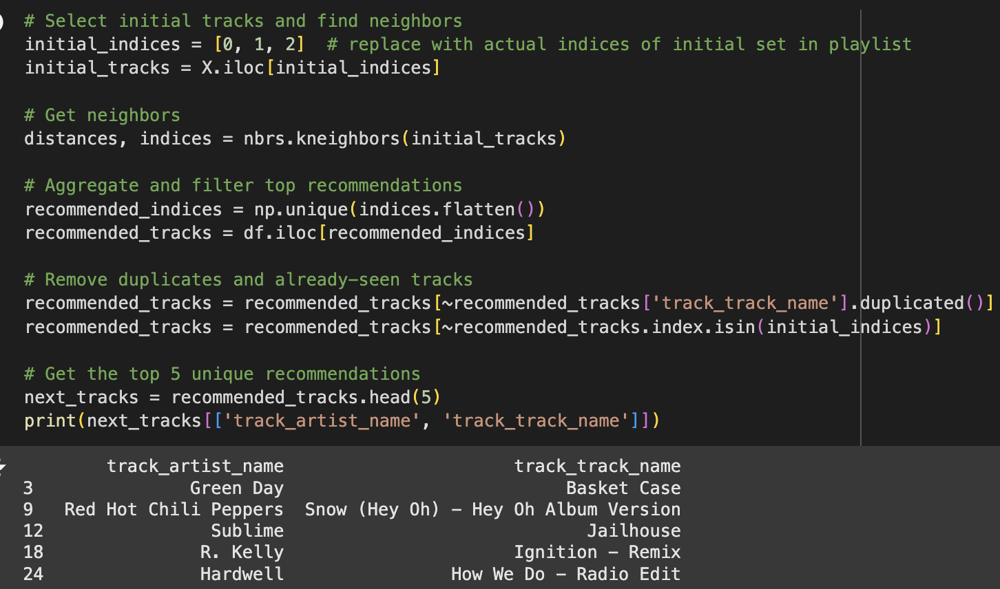 # Select initial tracks and find neighbors
initial_indices = [0, 1, 2]  # replace with actual indices of initial set in playlist
initial_tracks = X.iloc[initial_indices]
# Get neighbors
distances, indices = nbrs.kneighbors(initial_tracks)
# Aggregate and filter top recommendations
recommended_indices = np.unique(indices.flatten())
recommended_tracks = df.iloc[recommended_indices]
# Remove duplicates and already-seen tracks
recommended_tracks = recommended_tracks[~recommended_tracks['track_track_name'].duplicated()]
recommended_tracks = recommended_tracks[~recommended_tracks.index.isin(initial_indices)]
# Get the top 5 unique recommendations
next_tracks = recommended_tracks.head(5)
print(next_tracks[['track_artist_name', 'track_track_name']])
track_artist_name track_track_name
3 Green Day Basket Case
9 Red Hot Chili Peppers Snow (Hey Oh) - Hey Oh Album Version
12 Sublime Jailhouse
18 R. Kelly Ignition - Remix
24 Hardwell How We Do - Radio Edit